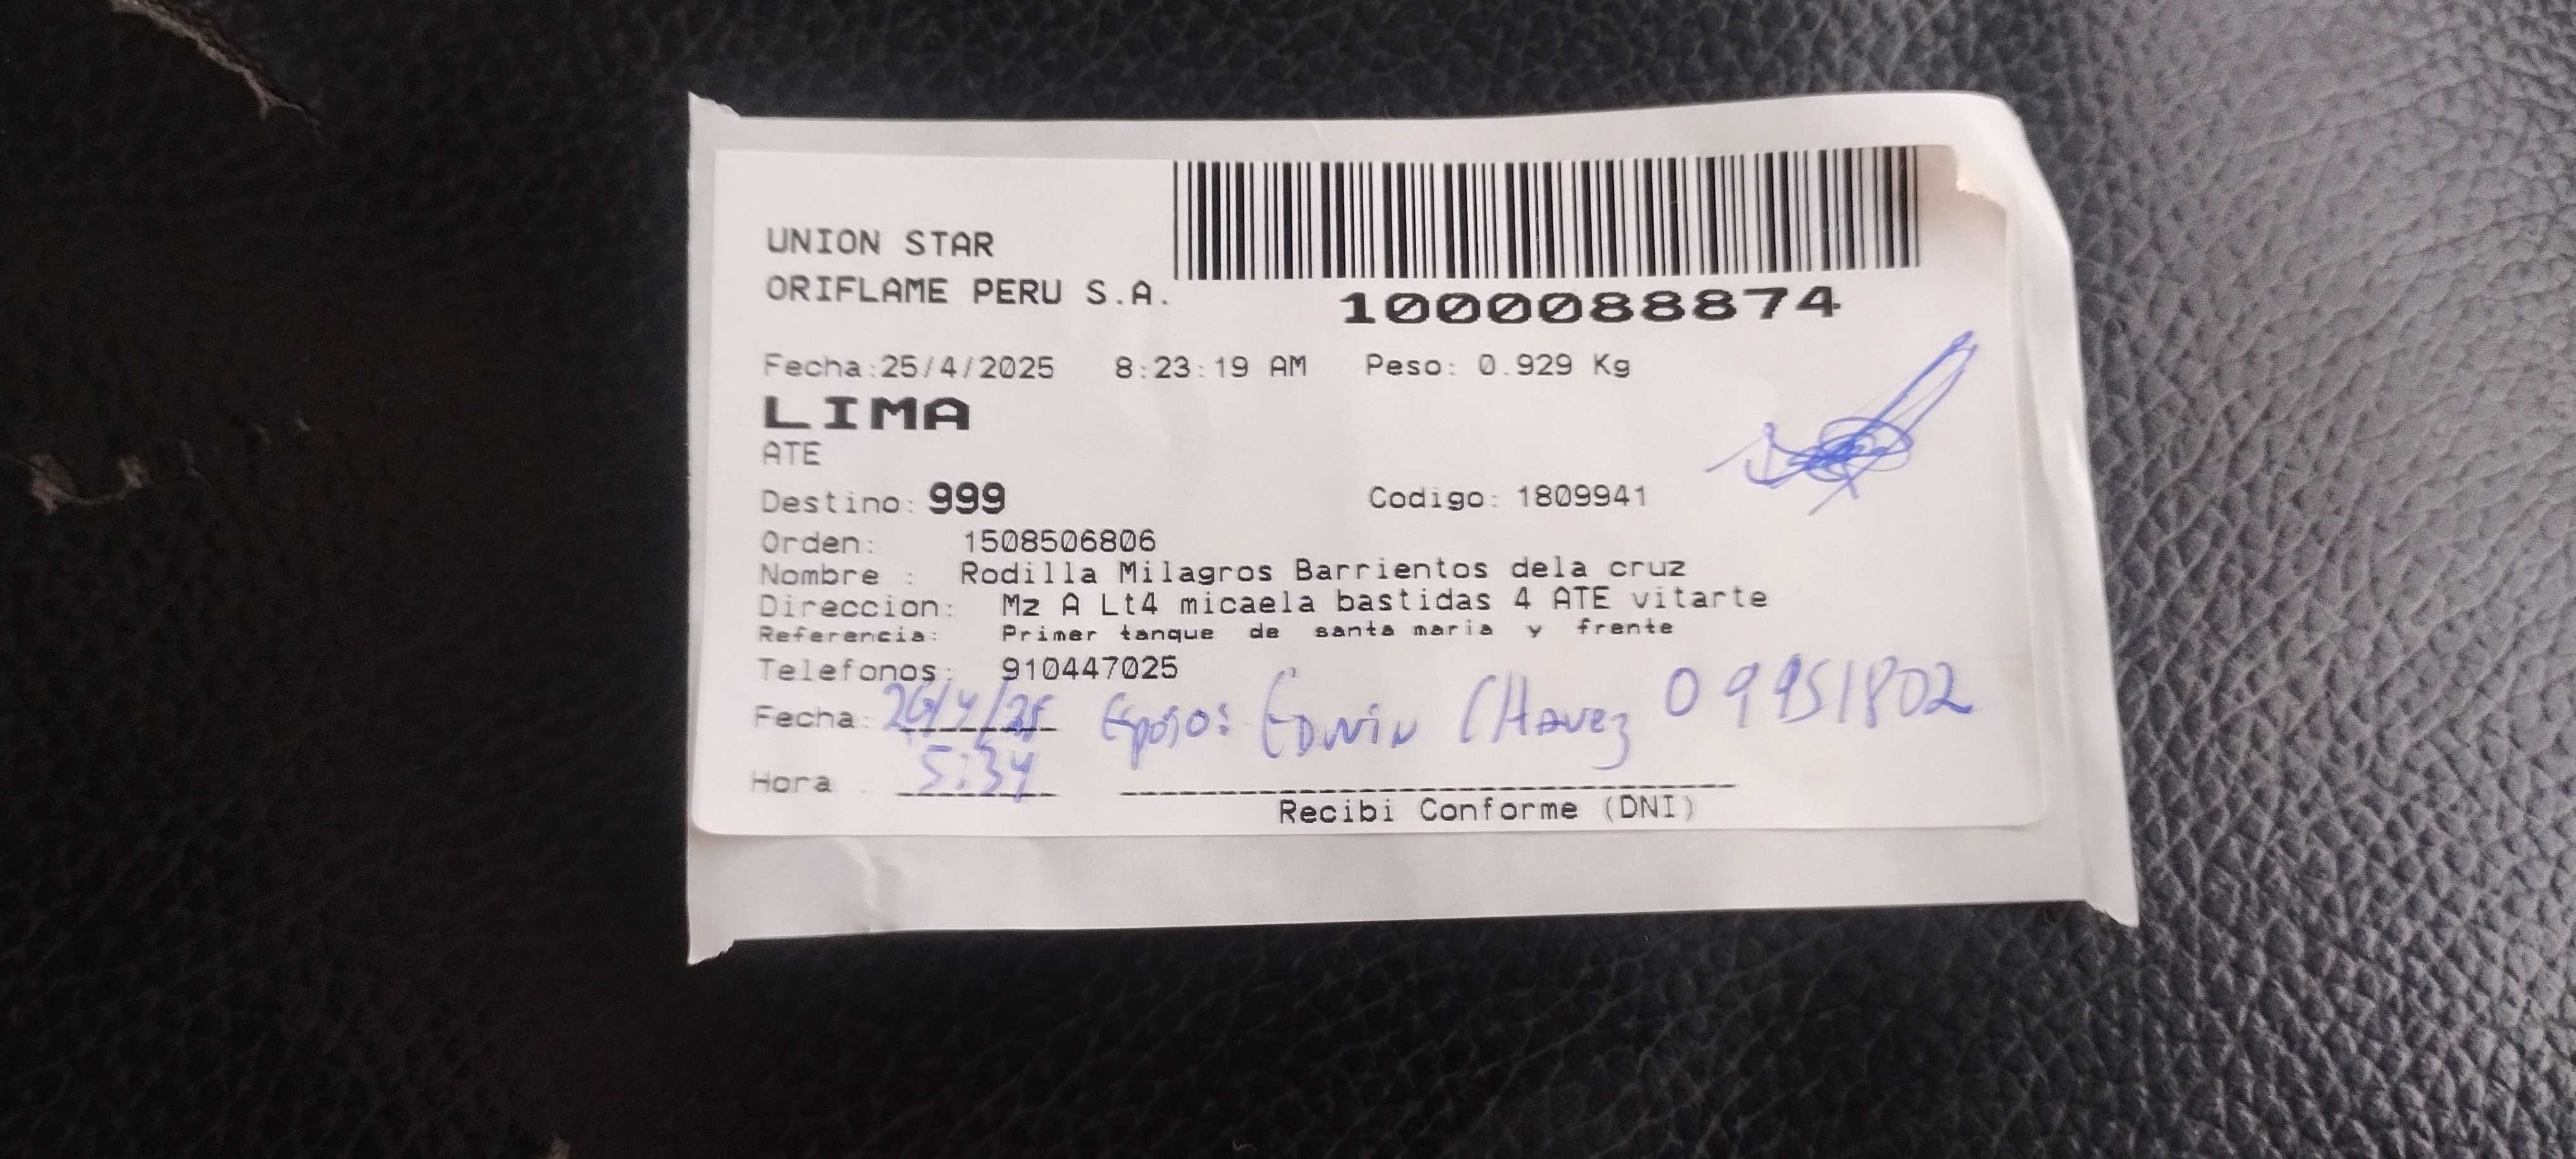 UNION STAR
ORIFLAME PERU S.A.
1000088874
Fecha:25/4/2025 8:23:19 AM Peso: 0.929 Kg
LIMA
ATE
Destino: 999 Codigo: 1809941
Orden: 1508506806
Nombre : Rodilla Milagros Barrientos dela cruz
Direccion: Mz A Lt4 micaela bastidas 4 ATE vitarte
Referencia: Primer tanque de santa maria y frente
Telefonos: 910447025
Fecha: 26/4/25 Esposo: Edwin CHavez 09951802
Hora : 5:34
Recibi Conforme (DNI)